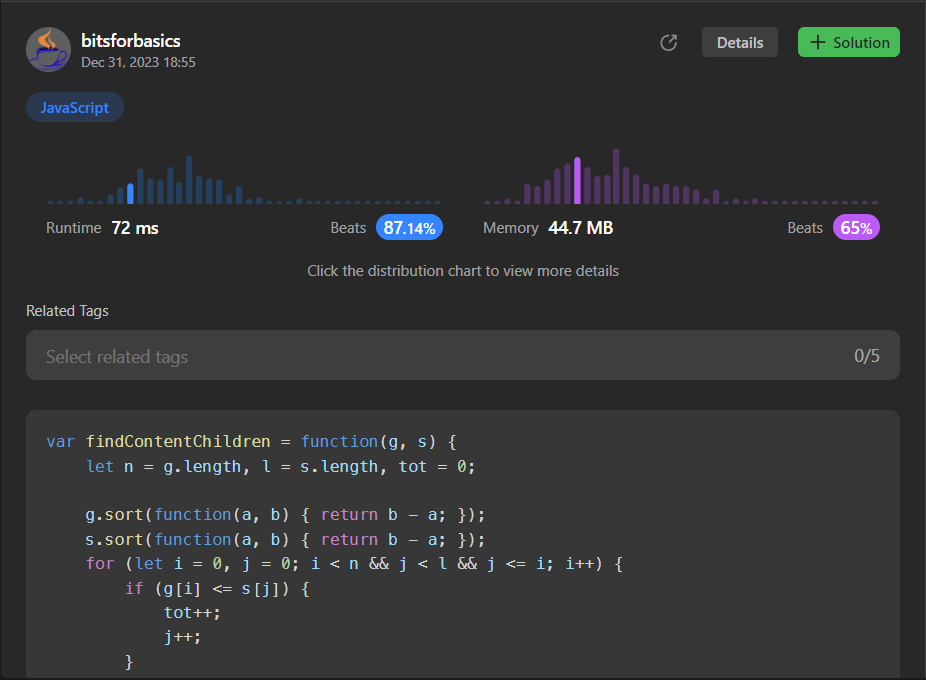 bitsforbasics
Dec 31, 2023 18:55
Details
+ Solution
JavaScript
Runtime 72 ms Beats 87.14%
Memory 44.7 MB Beats 65%
Click the distribution chart to view more details
Related Tags
Select related tags 0/5
var findContentChildren = function(g, s) {
    let n = g.length, l = s.length, tot = 0;

    g.sort(function(a, b) { return b - a; });
    s.sort(function(a, b) { return b - a; });
    for (let i = 0, j = 0; i < n && j < l && j <= i; i++) {
        if (g[i] <= s[j]) {
            tot++;
            j++;
        }